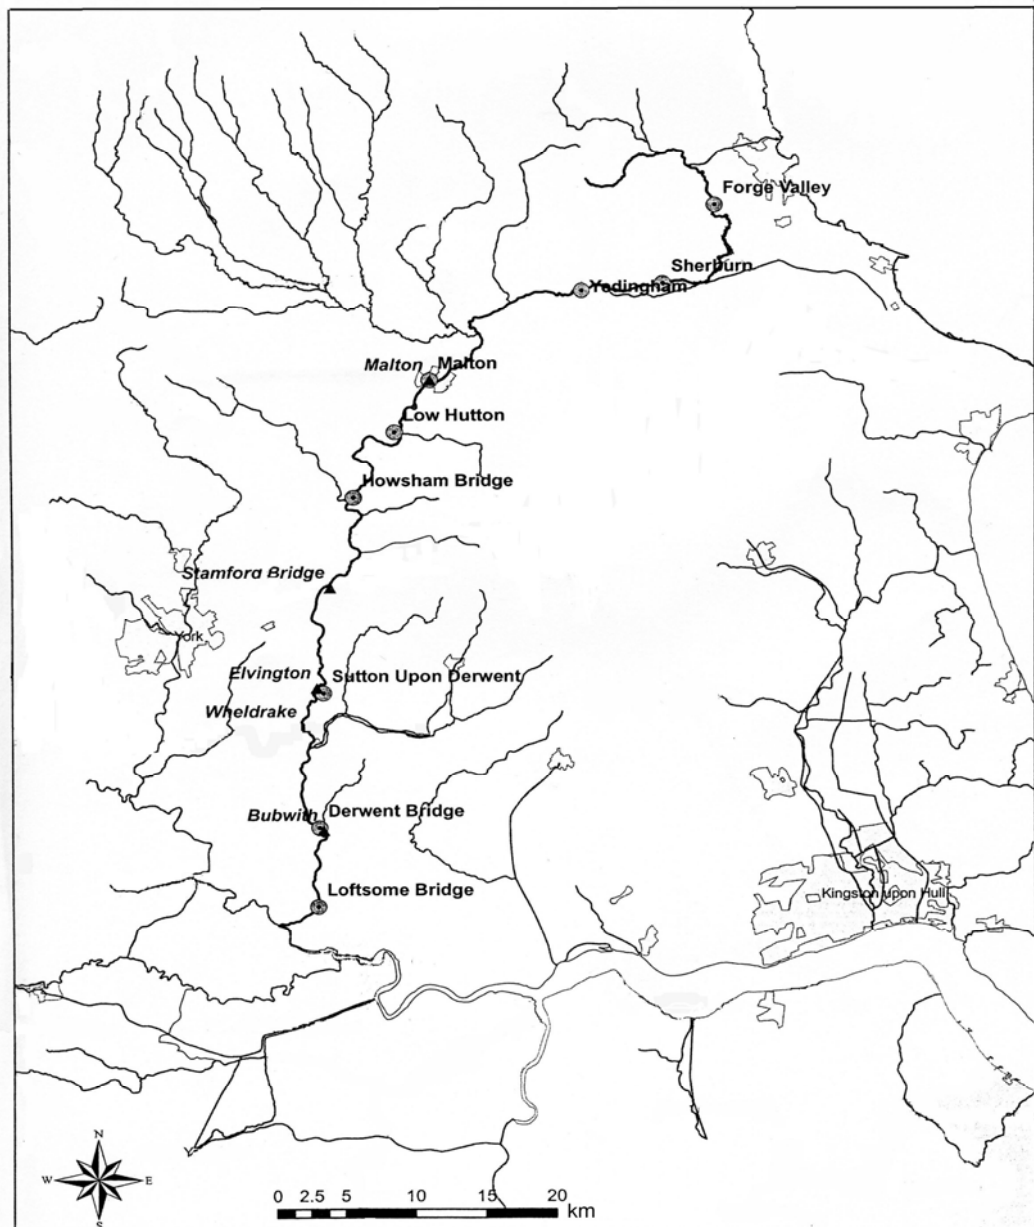 Forge Valley
Sherburn
Yedingham
Malton Malton
Low Hutton
Howsham Bridge
Stamford Bridge
York
Elvington Sutton Upon Derwent
Wheldrake
Bubwith Derwent Bridge
Kingston upon Hull
Loftsome Bridge
N
W E
S
0 2.5 5 10 15 20
km